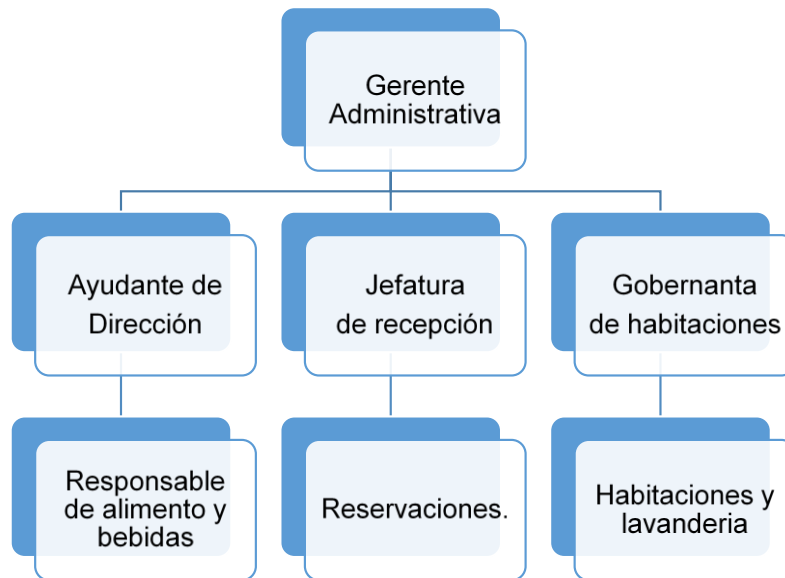 Gerente
Administrativa
Ayudante de
Dirección
Jefatura
de recepción
Gobernanta
de habitaciones
Responsable
de alimento y
bebidas
Reservaciones.
Habitaciones y
lavanderia